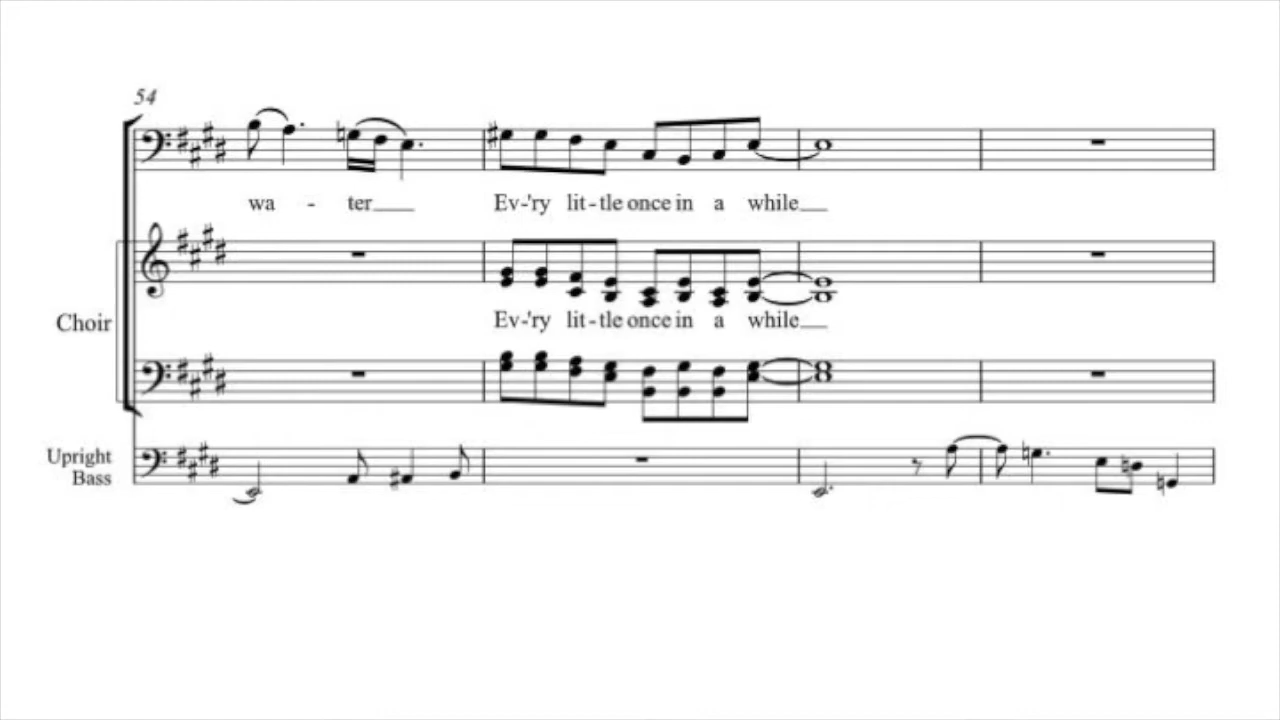 54
wa - ter
Ev-'ry lit-tle once in a while
Choir
Ev-'ry lit-tle once in a while
Upright
Bass